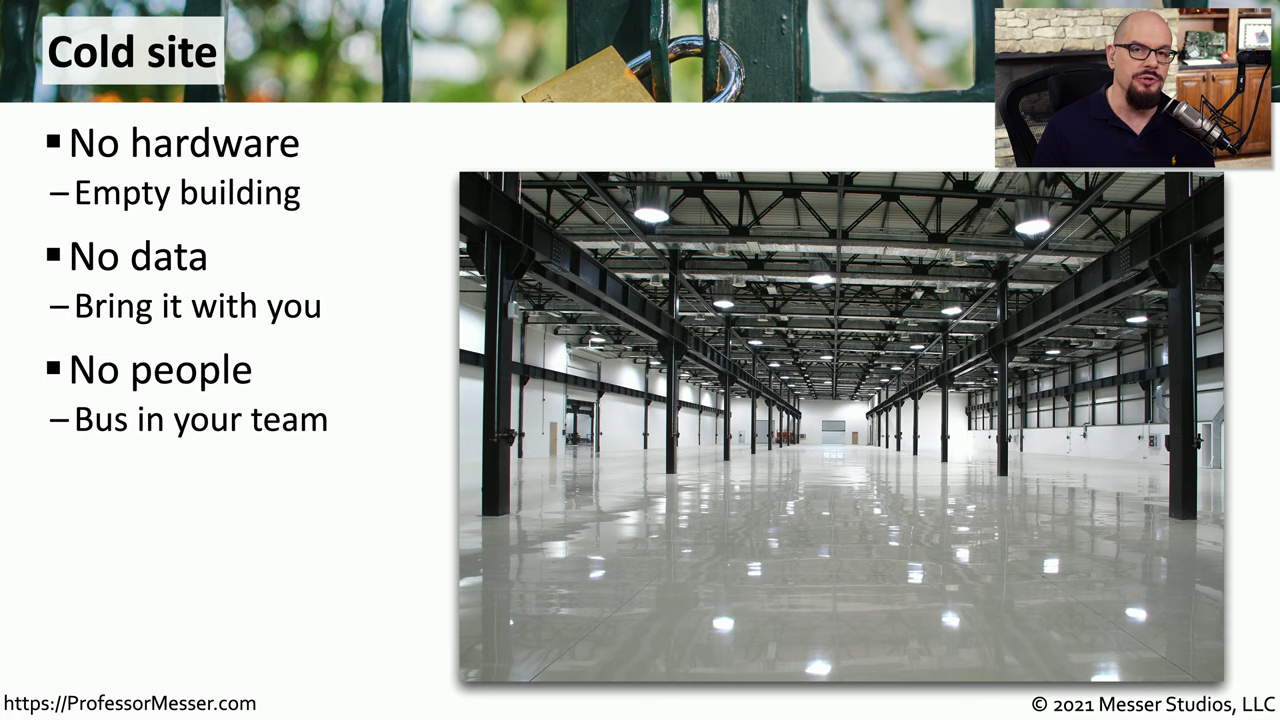 Cold site
▪ No hardware
– Empty building
▪ No data
– Bring it with you
▪ No people
– Bus in your team
https://ProfessorMesser.com
© 2021 Messer Studios, LLC